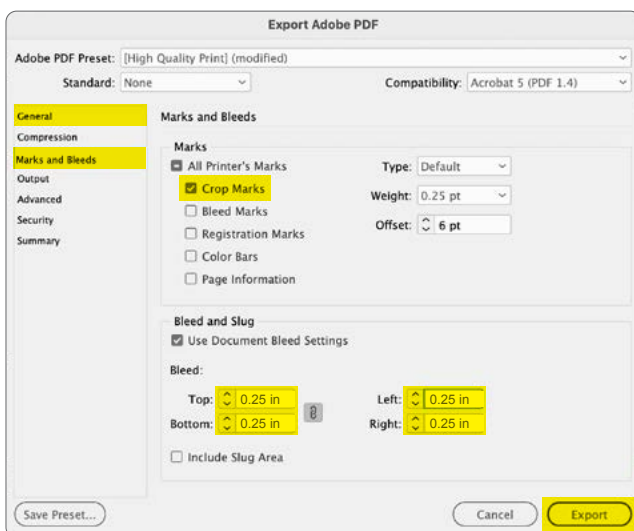 Export Adobe PDF
Adobe PDF Preset: [High Quality Print] (modified)
Standard: None Compatibility: Acrobat 5 (PDF 1.4)
General
Compression
Marks and Bleeds
Output
Advanced
Security
Summary
Marks and Bleeds
Marks
All Printer's Marks
Crop Marks
Bleed Marks
Registration Marks
Color Bars
Page Information
Type: Default
Weight: 0.25 pt
Offset: 6 pt
Bleed and Slug
Use Document Bleed Settings
Bleed:
Top: 0.25 in Left: 0.25 in
Bottom: 0.25 in Right: 0.25 in
Include Slug Area
Save Preset... Cancel Export